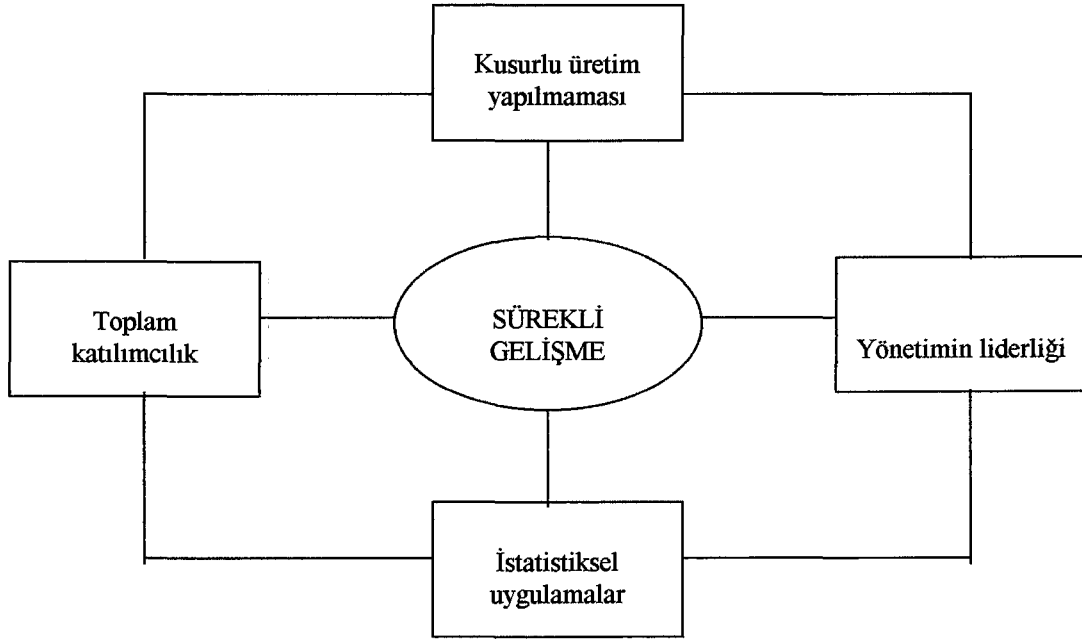 Kusurlu üretim
yapılmaması
Toplam
katılımcılık
SÜREKLİ
GELİŞME
Yönetimin liderliği
İstatistiksel
uygulamalar